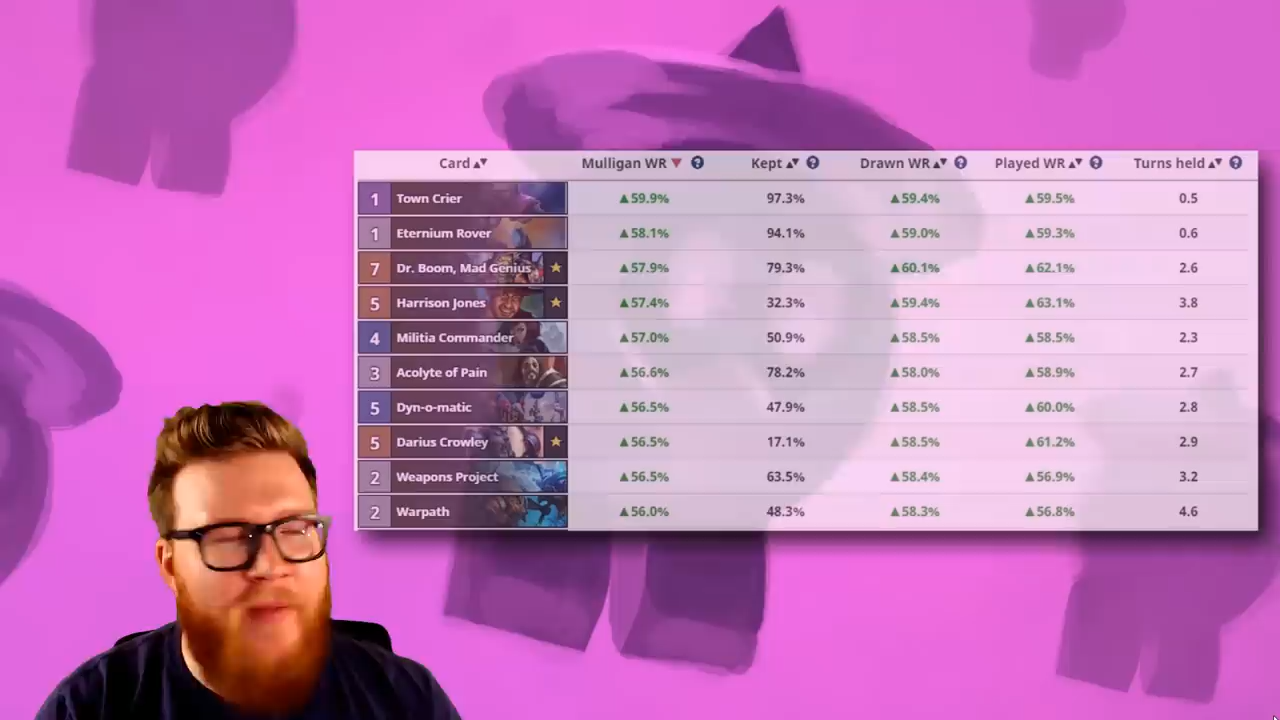 Card ▲▼ Mulligan WR ▼ ? Kept ▲▼ ? Drawn WR ▲▼ ? Played WR ▲▼ ? Turns held ▲▼ ?
1 Town Crier ▲59.9% 97.3% ▲59.4% ▲59.5% 0.5
1 Eternium Rover ▲58.1% 94.1% ▲59.0% ▲59.3% 0.6
7 Dr. Boom, Mad Genius ★ ▲57.9% 79.3% ▲60.1% ▲62.1% 2.6
5 Harrison Jones ★ ▲57.4% 32.3% ▲59.4% ▲63.1% 3.8
4 Militia Commander ▲57.0% 50.9% ▲58.5% ▲58.5% 2.3
3 Acolyte of Pain ▲56.6% 78.2% ▲58.0% ▲58.9% 2.7
5 Dyn-o-matic ▲56.5% 47.9% ▲58.5% ▲60.0% 2.8
5 Darius Crowley ★ ▲56.5% 17.1% ▲58.5% ▲61.2% 2.9
2 Weapons Project ▲56.5% 63.5% ▲58.4% ▲56.9% 3.2
2 Warpath ▲56.0% 48.3% ▲58.3% ▲56.8% 4.6